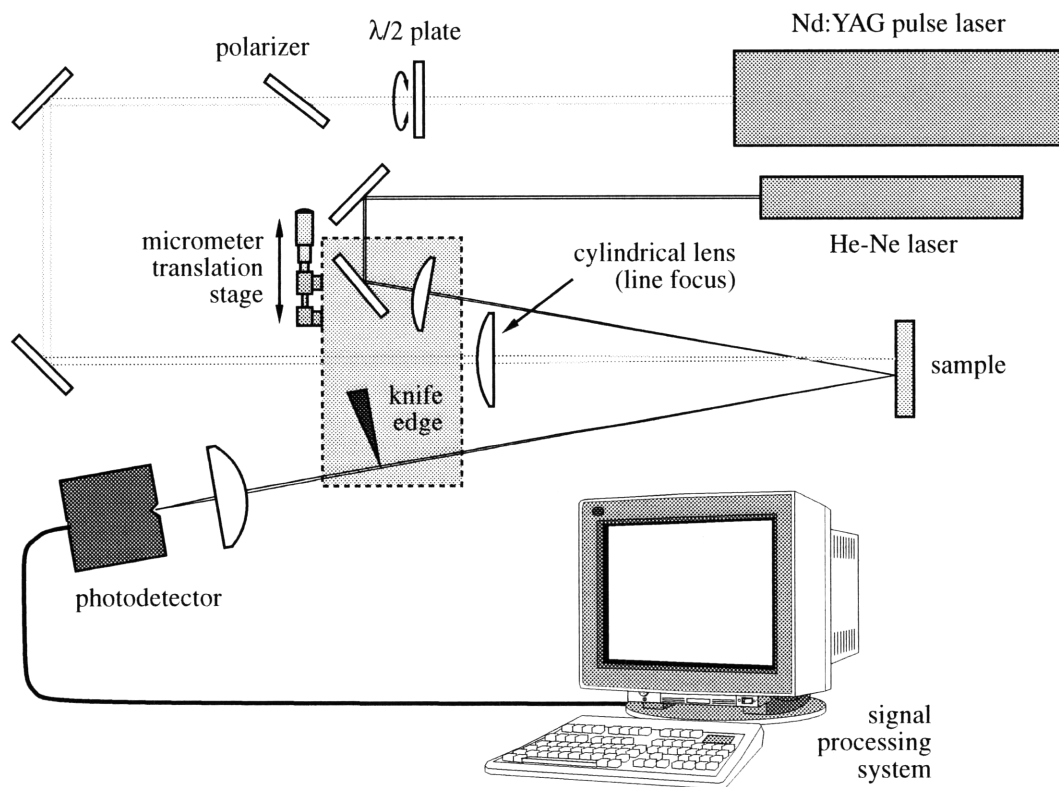 Nd:YAG pulse laser
λ/2 plate
polarizer
He-Ne laser
micrometer
translation
stage
cylindrical lens
(line focus)
sample
knife
edge
photodetector
signal
processing
system